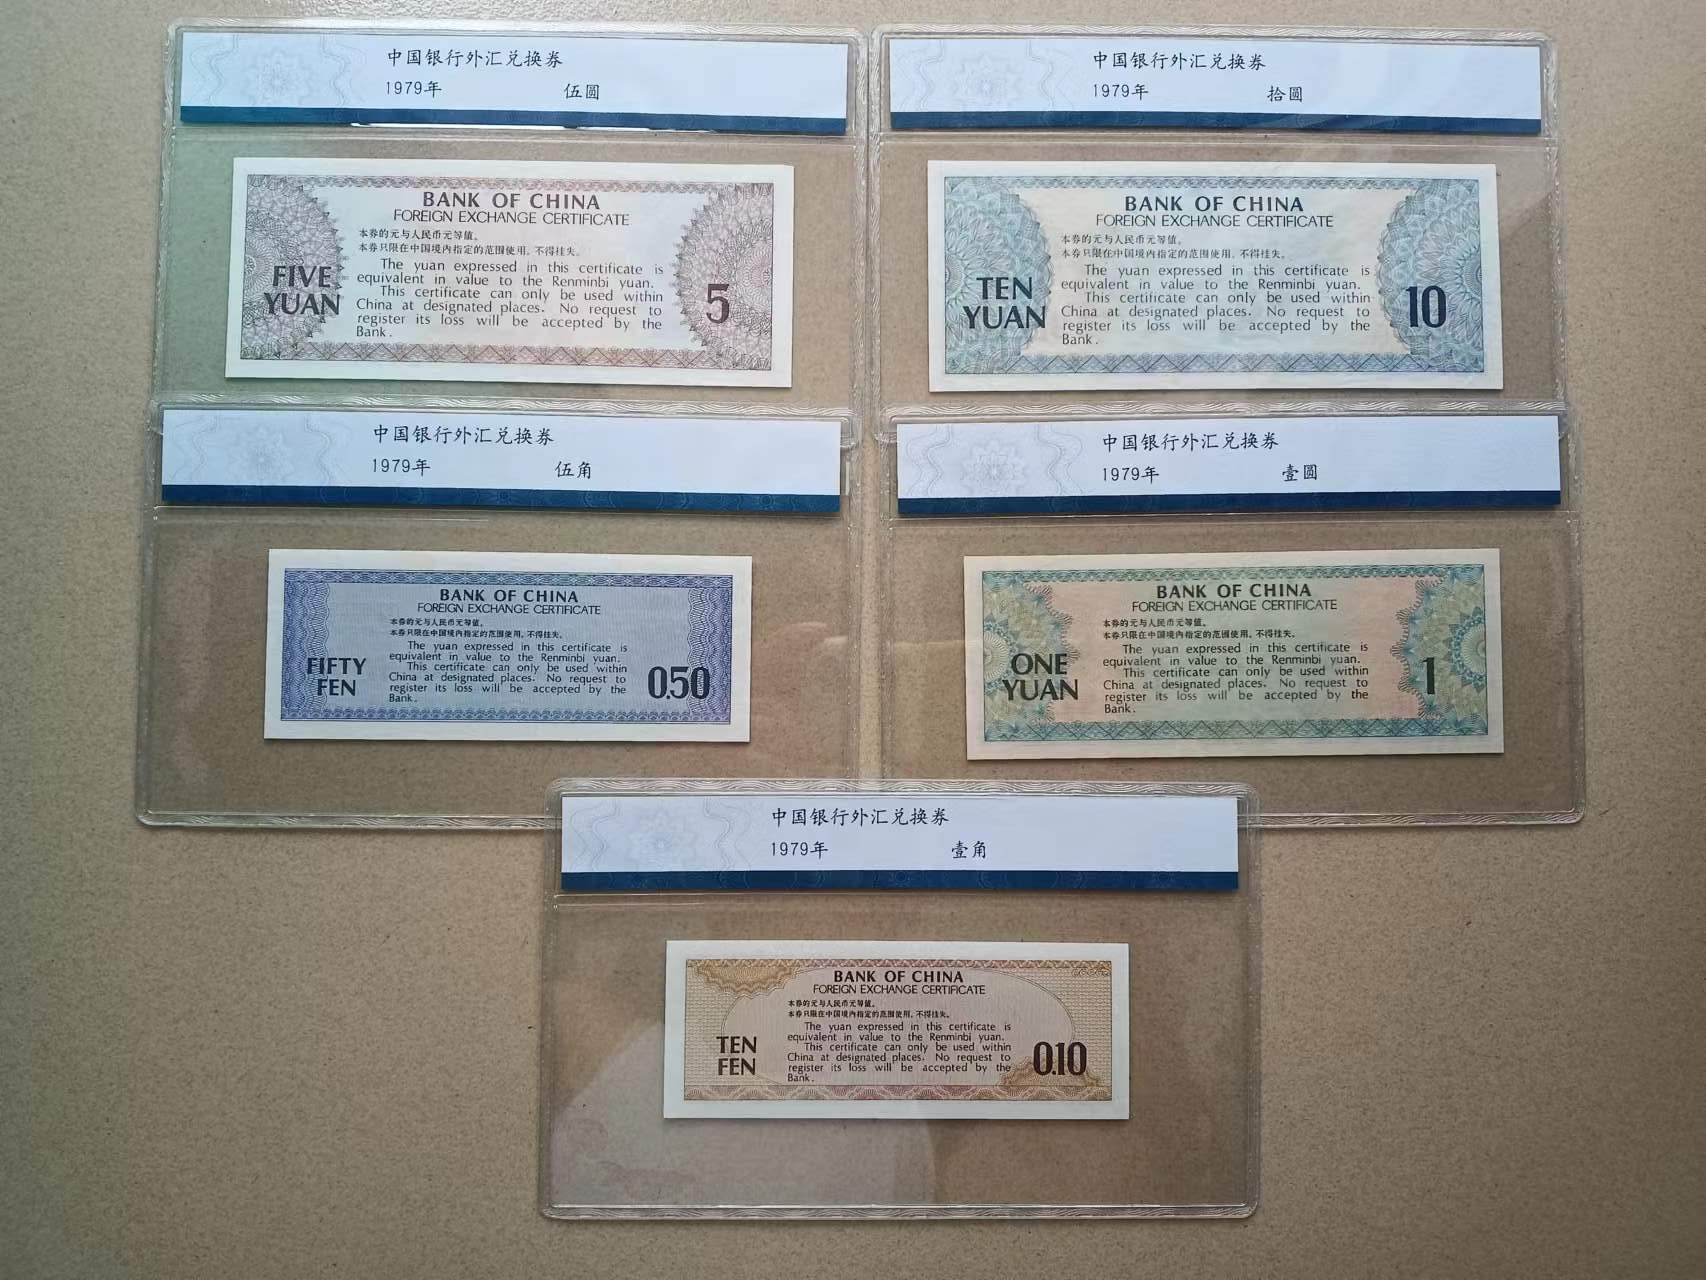 中国银行外汇兑换券
1979年 伍圆
BANK OF CHINA
FOREIGN EXCHANGE CERTIFICATE
本券的元与人民币元等值。
本券只限在中国境内指定的范围使用，不得挂失。
The yuan expressed in this certificate is
equivalent in value to the Renminbi yuan.
This certificate can only be used within
China at designated places. No request to
register its loss will be accepted by the
Bank.
FIVE
YUAN
5
中国银行外汇兑换券
1979年 拾圆
BANK OF CHINA
FOREIGN EXCHANGE CERTIFICATE
本券的元与人民币元等值。
本券只限在中国境内指定的范围使用，不得挂失。
The yuan expressed in this certificate is
equivalent in value to the Renminbi yuan.
This certificate can only be used within
China at designated places. No request to
register its loss will be accepted by the
Bank.
TEN
YUAN
10
中国银行外汇兑换券
1979年 伍角
BANK OF CHINA
FOREIGN EXCHANGE CERTIFICATE
本券的元与人民币元等值。
本券只限在中国境内指定的范围使用，不得挂失。
The yuan expressed in this certificate is
equivalent in value to the Renminbi yuan.
This certificate can only be used within
China at designated places. No request to
register its loss will be accepted by the
Bank.
FIFTY
FEN
0.50
中国银行外汇兑换券
1979年 壹圆
BANK OF CHINA
FOREIGN EXCHANGE CERTIFICATE
本券的元与人民币元等值。
本券只限在中国境内指定的范围使用，不得挂失。
The yuan expressed in this certificate is
equivalent in value to the Renminbi yuan.
This certificate can only be used within
China at designated places. No request to
register its loss will be accepted by the
Bank.
ONE
YUAN
1
中国银行外汇兑换券
1979年 壹角
BANK OF CHINA
FOREIGN EXCHANGE CERTIFICATE
本券的元与人民币元等值。
本券只限在中国境内指定的范围使用，不得挂失。
The yuan expressed in this certificate is
equivalent in value to the Renminbi yuan.
This certificate can only be used within
China at designated places. No request to
register its loss will be accepted by the
Bank.
TEN
FEN
0.10